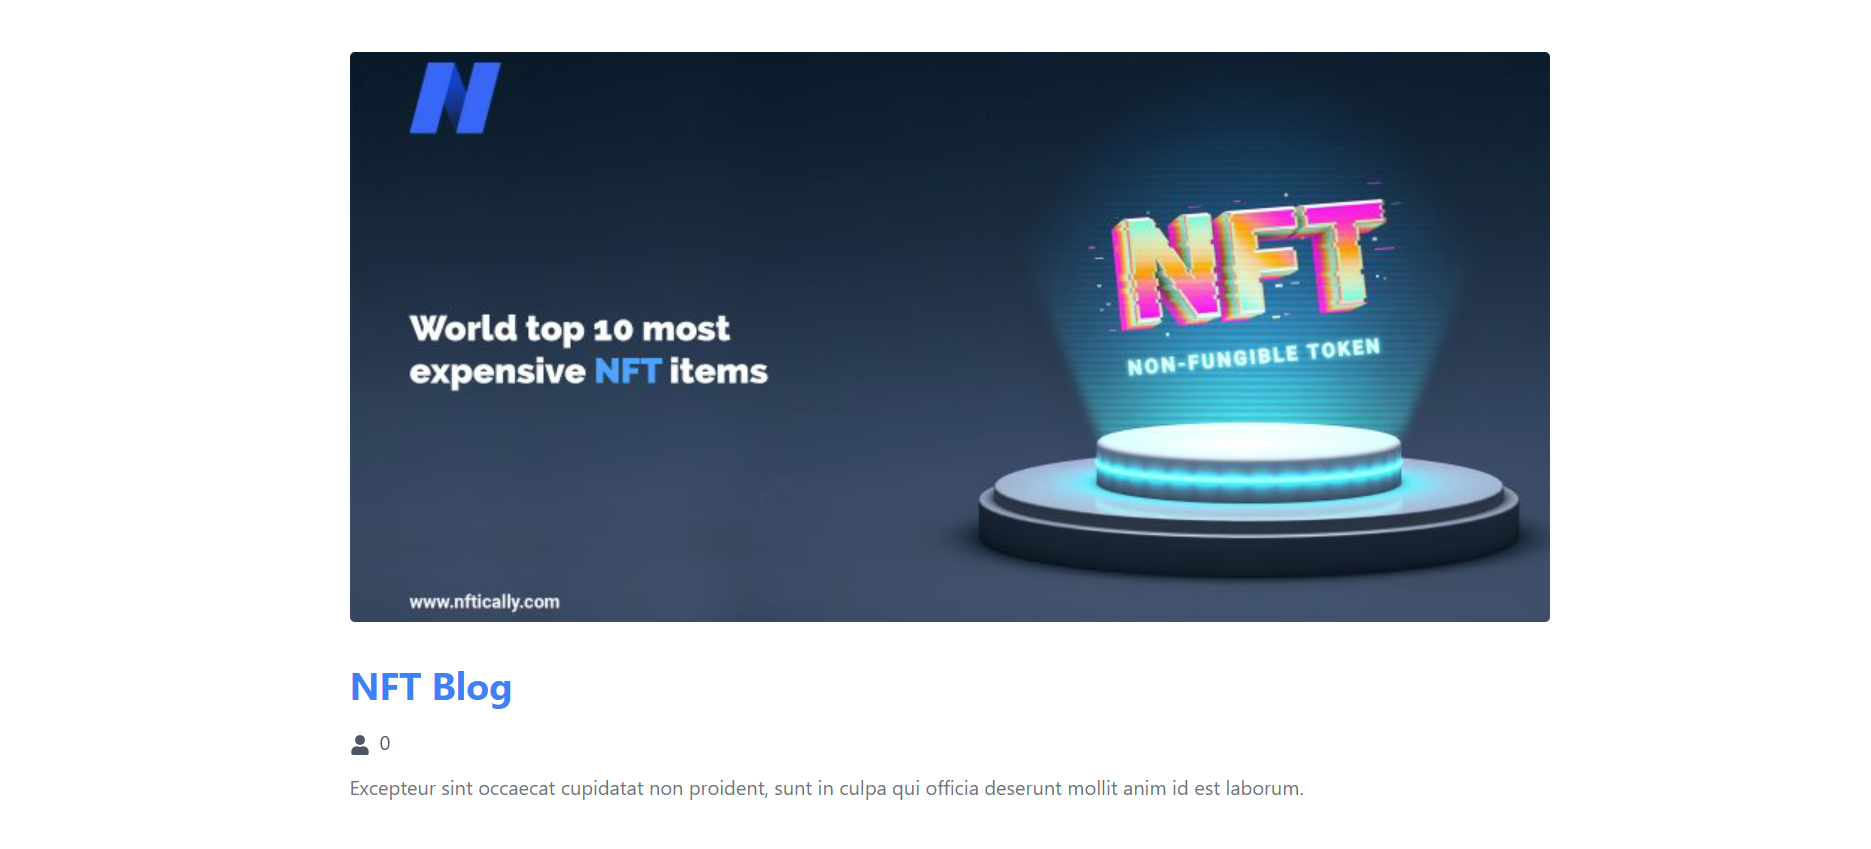 N
World top 10 most
expensive NFT items
NFT
NON-FUNGIBLE TOKEN
www.nftically.com
NFT Blog
0
Excepteur sint occaecat cupidatat non proident, sunt in culpa qui officia deserunt mollit anim id est laborum.